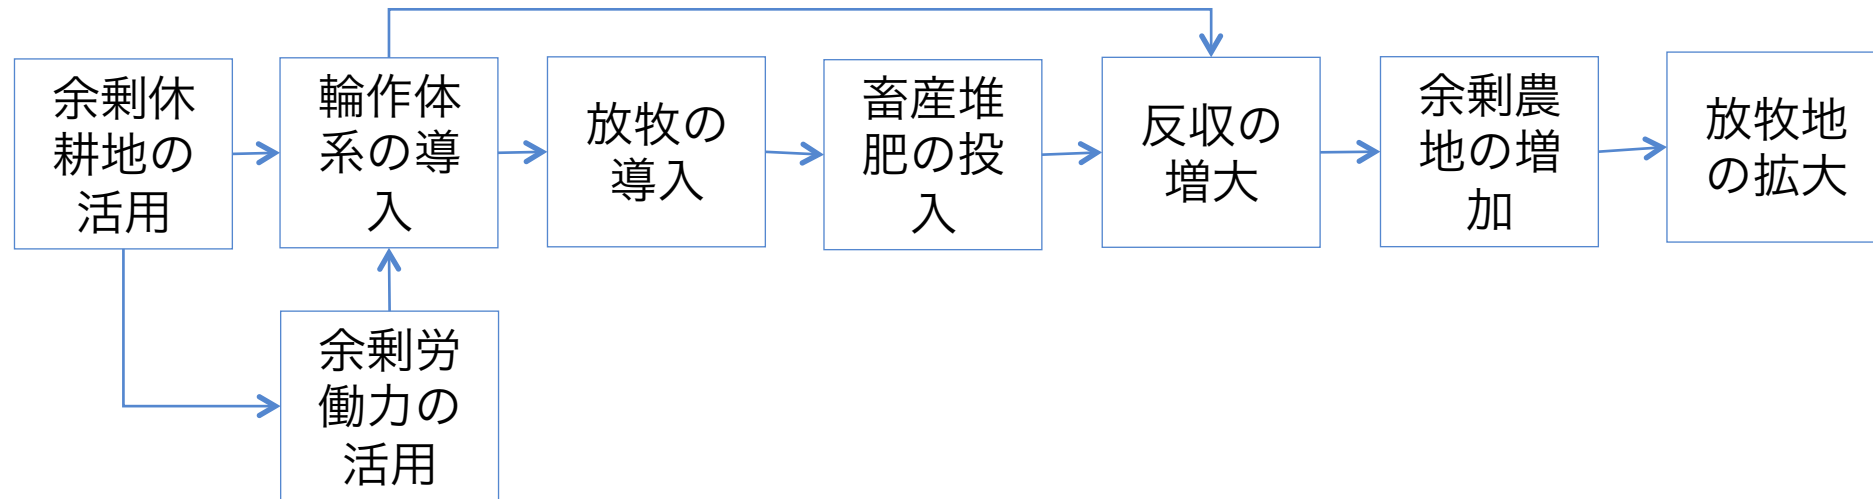 余剰休
耕地の
活用
輪作体
系の導
入
放牧の
導入
畜産堆
肥の投
入
反収の
増大
余剰農
地の増
加
放牧地
の拡大
余剰労
働力の
活用